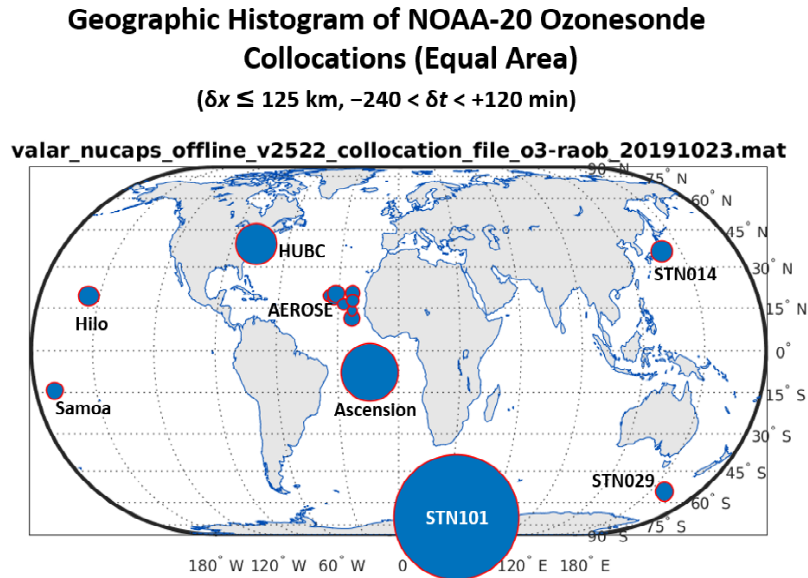 Geographic Histogram of NOAA-20 Ozonesonde
Collocations (Equal Area)
(δx ≤ 125 km, −240 < δt < +120 min)
valar_nucaps_offline_v2522_collocation_file_o3-raob_20191023.mat
90° N
75° N
60° N
45° N
HUBC
STN014
30° N
AEROSE
Hilo
15° N
0°
Samoa
Ascension
15° S
30° S
45° S
STN029
60° S
STN101
75° S
90° S
180° W 120° W 60° W 0 120° E 180° E